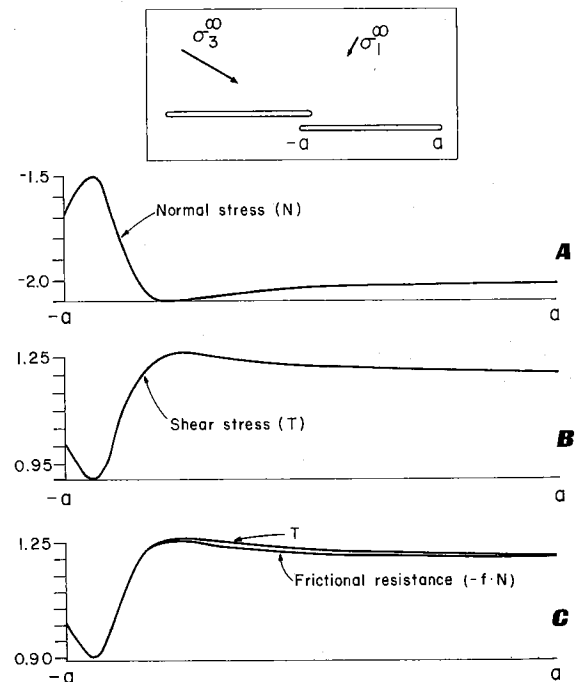 σ₃^∞ σ₁^∞
-a a
-1.5
Normal stress (N)
-2.0
A
-a a
1.25
Shear stress (T)
0.95
B
-a a
1.25
T
Frictional resistance (-f·N)
0.90
C
-a a